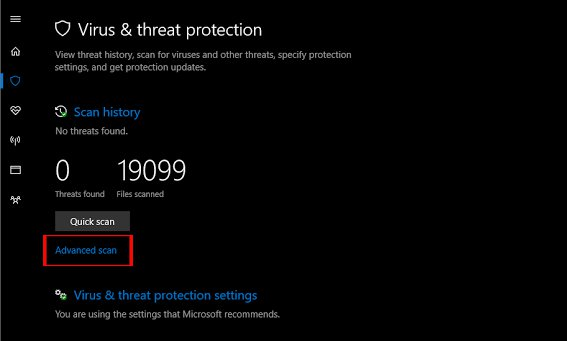 Virus & threat protection
View threat history, scan for viruses and other threats, specify protection
settings, and get protection updates.
Scan history
No threats found.
0 19099
Threats found Files scanned
Quick scan
Advanced scan
Virus & threat protection settings
You are using the settings that Microsoft recommends.